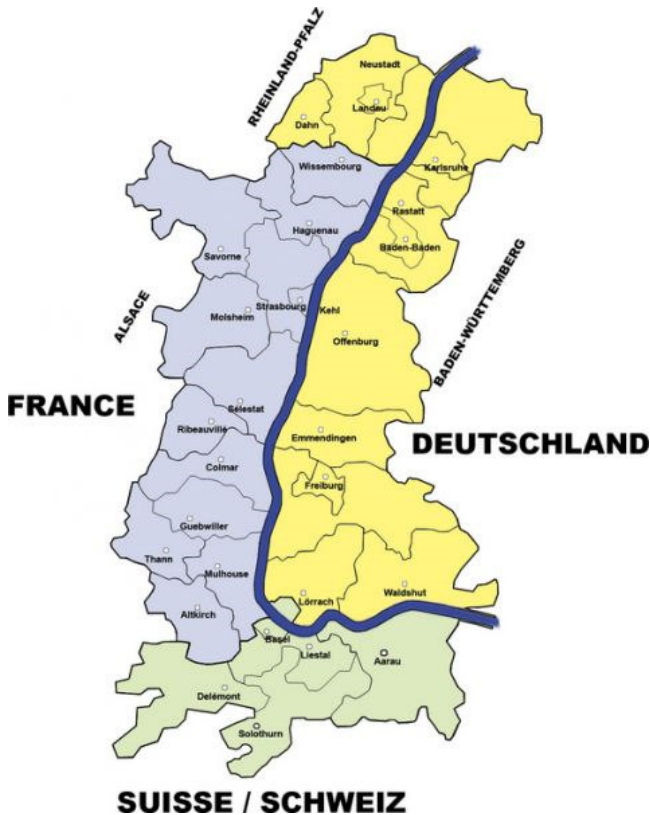 RHEINLAND-PFALZ
Neustadt
Landau
Dahn
Wissembourg
Karlsruhe
Rastatt
Haguenau
Baden-Baden
Savorne
ALSACE
Strasbourg
Kehl
Molsheim
Offenburg
BADEN-WÜRTTEMBERG
FRANCE
Sélestat
Ribeauvillé
Emmendingen
DEUTSCHLAND
Colmar
Freiburg
Guebwiller
Thann
Mulhouse
Lörrach
Waldshut
Altkirch
Basel
Liestal
Aarau
Delémont
Solothurn
SUISSE / SCHWEIZ